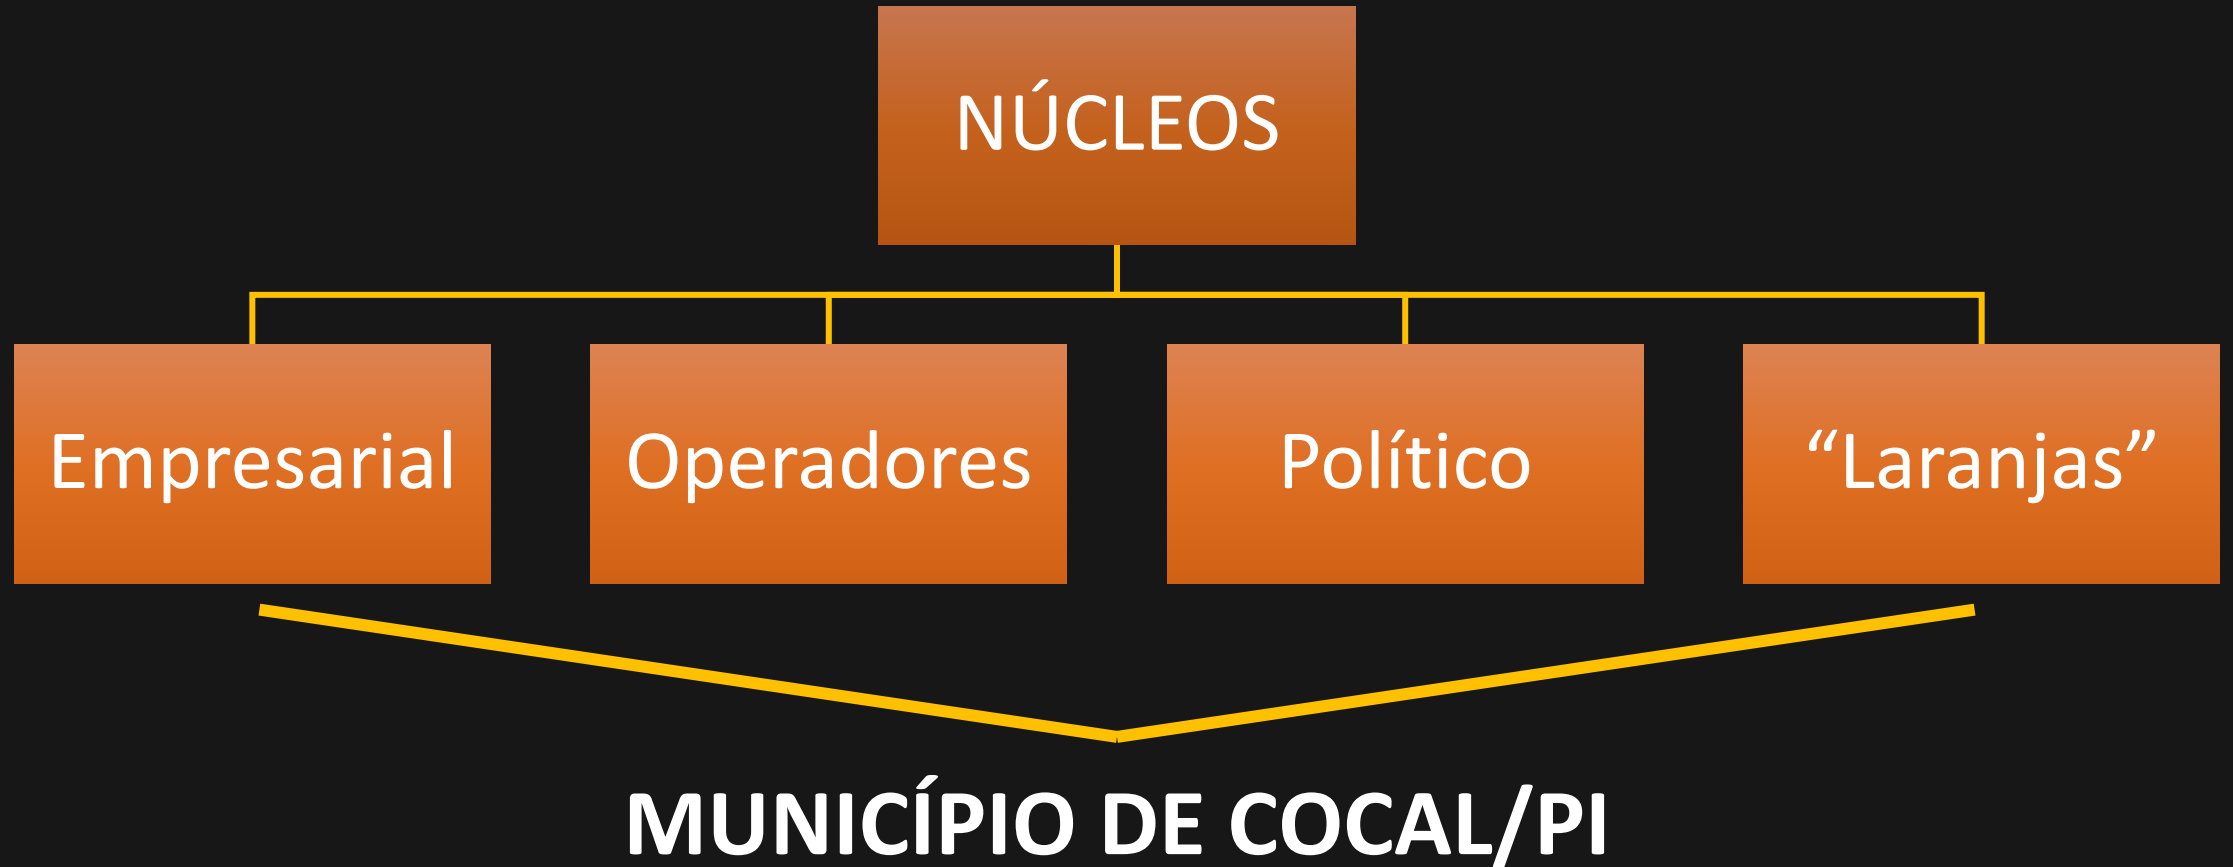 NÚCLEOS
Empresarial
Operadores
Político
“Laranjas”
MUNICÍPIO DE COCAL/PI